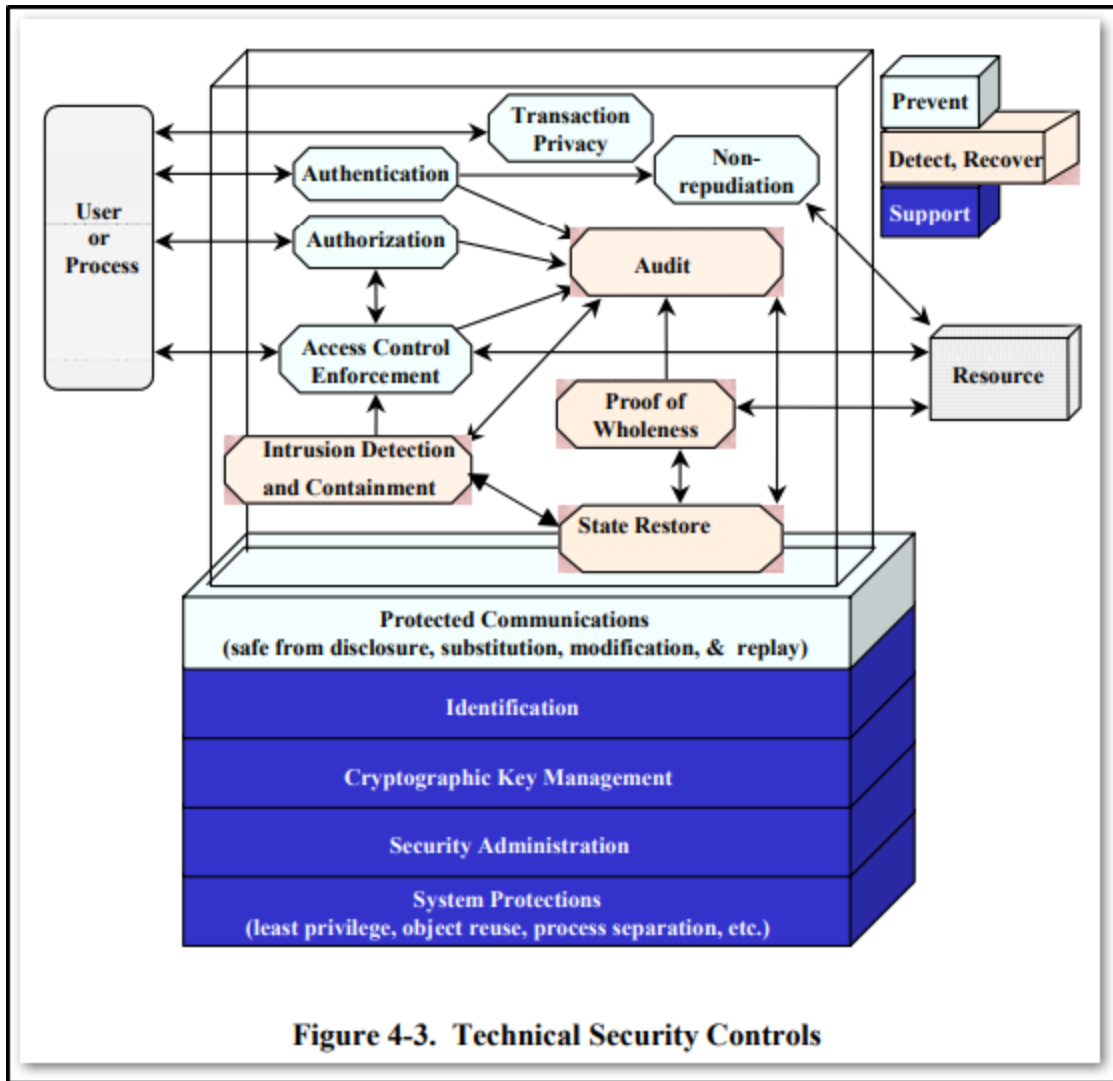 Transaction
Privacy
Prevent
Non-
repudiation
Detect, Recover
Authentication
Support
User
or
Process
Authorization
Audit
Access Control
Enforcement
Resource
Proof of
Wholeness
Intrusion Detection
and Containment
State Restore
Protected Communications
(safe from disclosure, substitution, modification, & replay)
Identification
Cryptographic Key Management
Security Administration
System Protections
(least privilege, object reuse, process separation, etc.)
Figure 4-3. Technical Security Controls